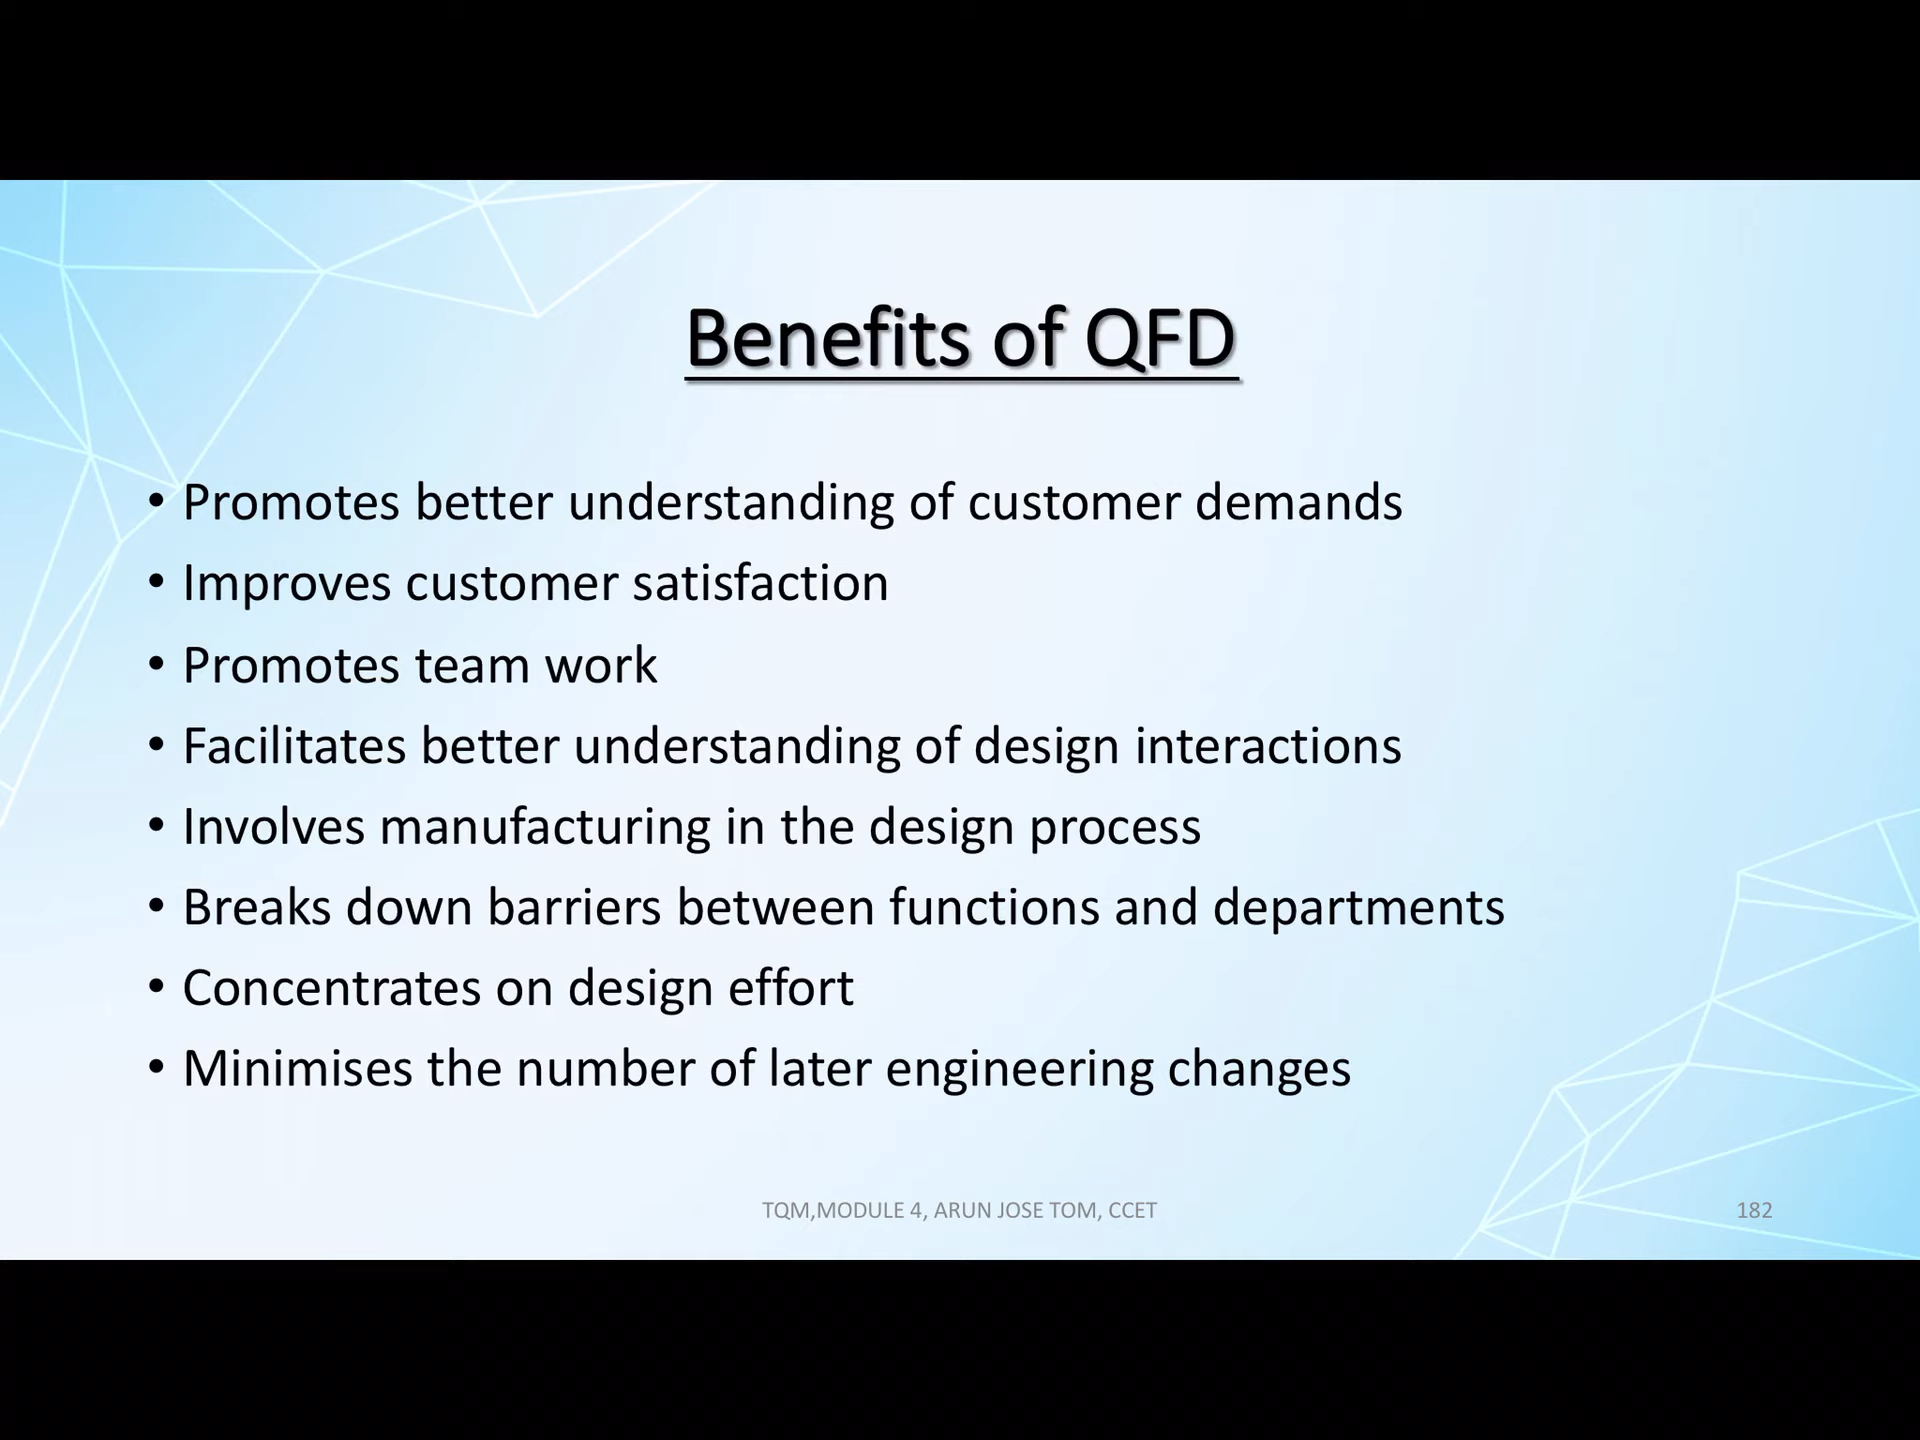 Benefits of QFD
• Promotes better understanding of customer demands
• Improves customer satisfaction
• Promotes team work
• Facilitates better understanding of design interactions
• Involves manufacturing in the design process
• Breaks down barriers between functions and departments
• Concentrates on design effort
• Minimises the number of later engineering changes
TQM,MODULE 4, ARUN JOSE TOM, CCET
182